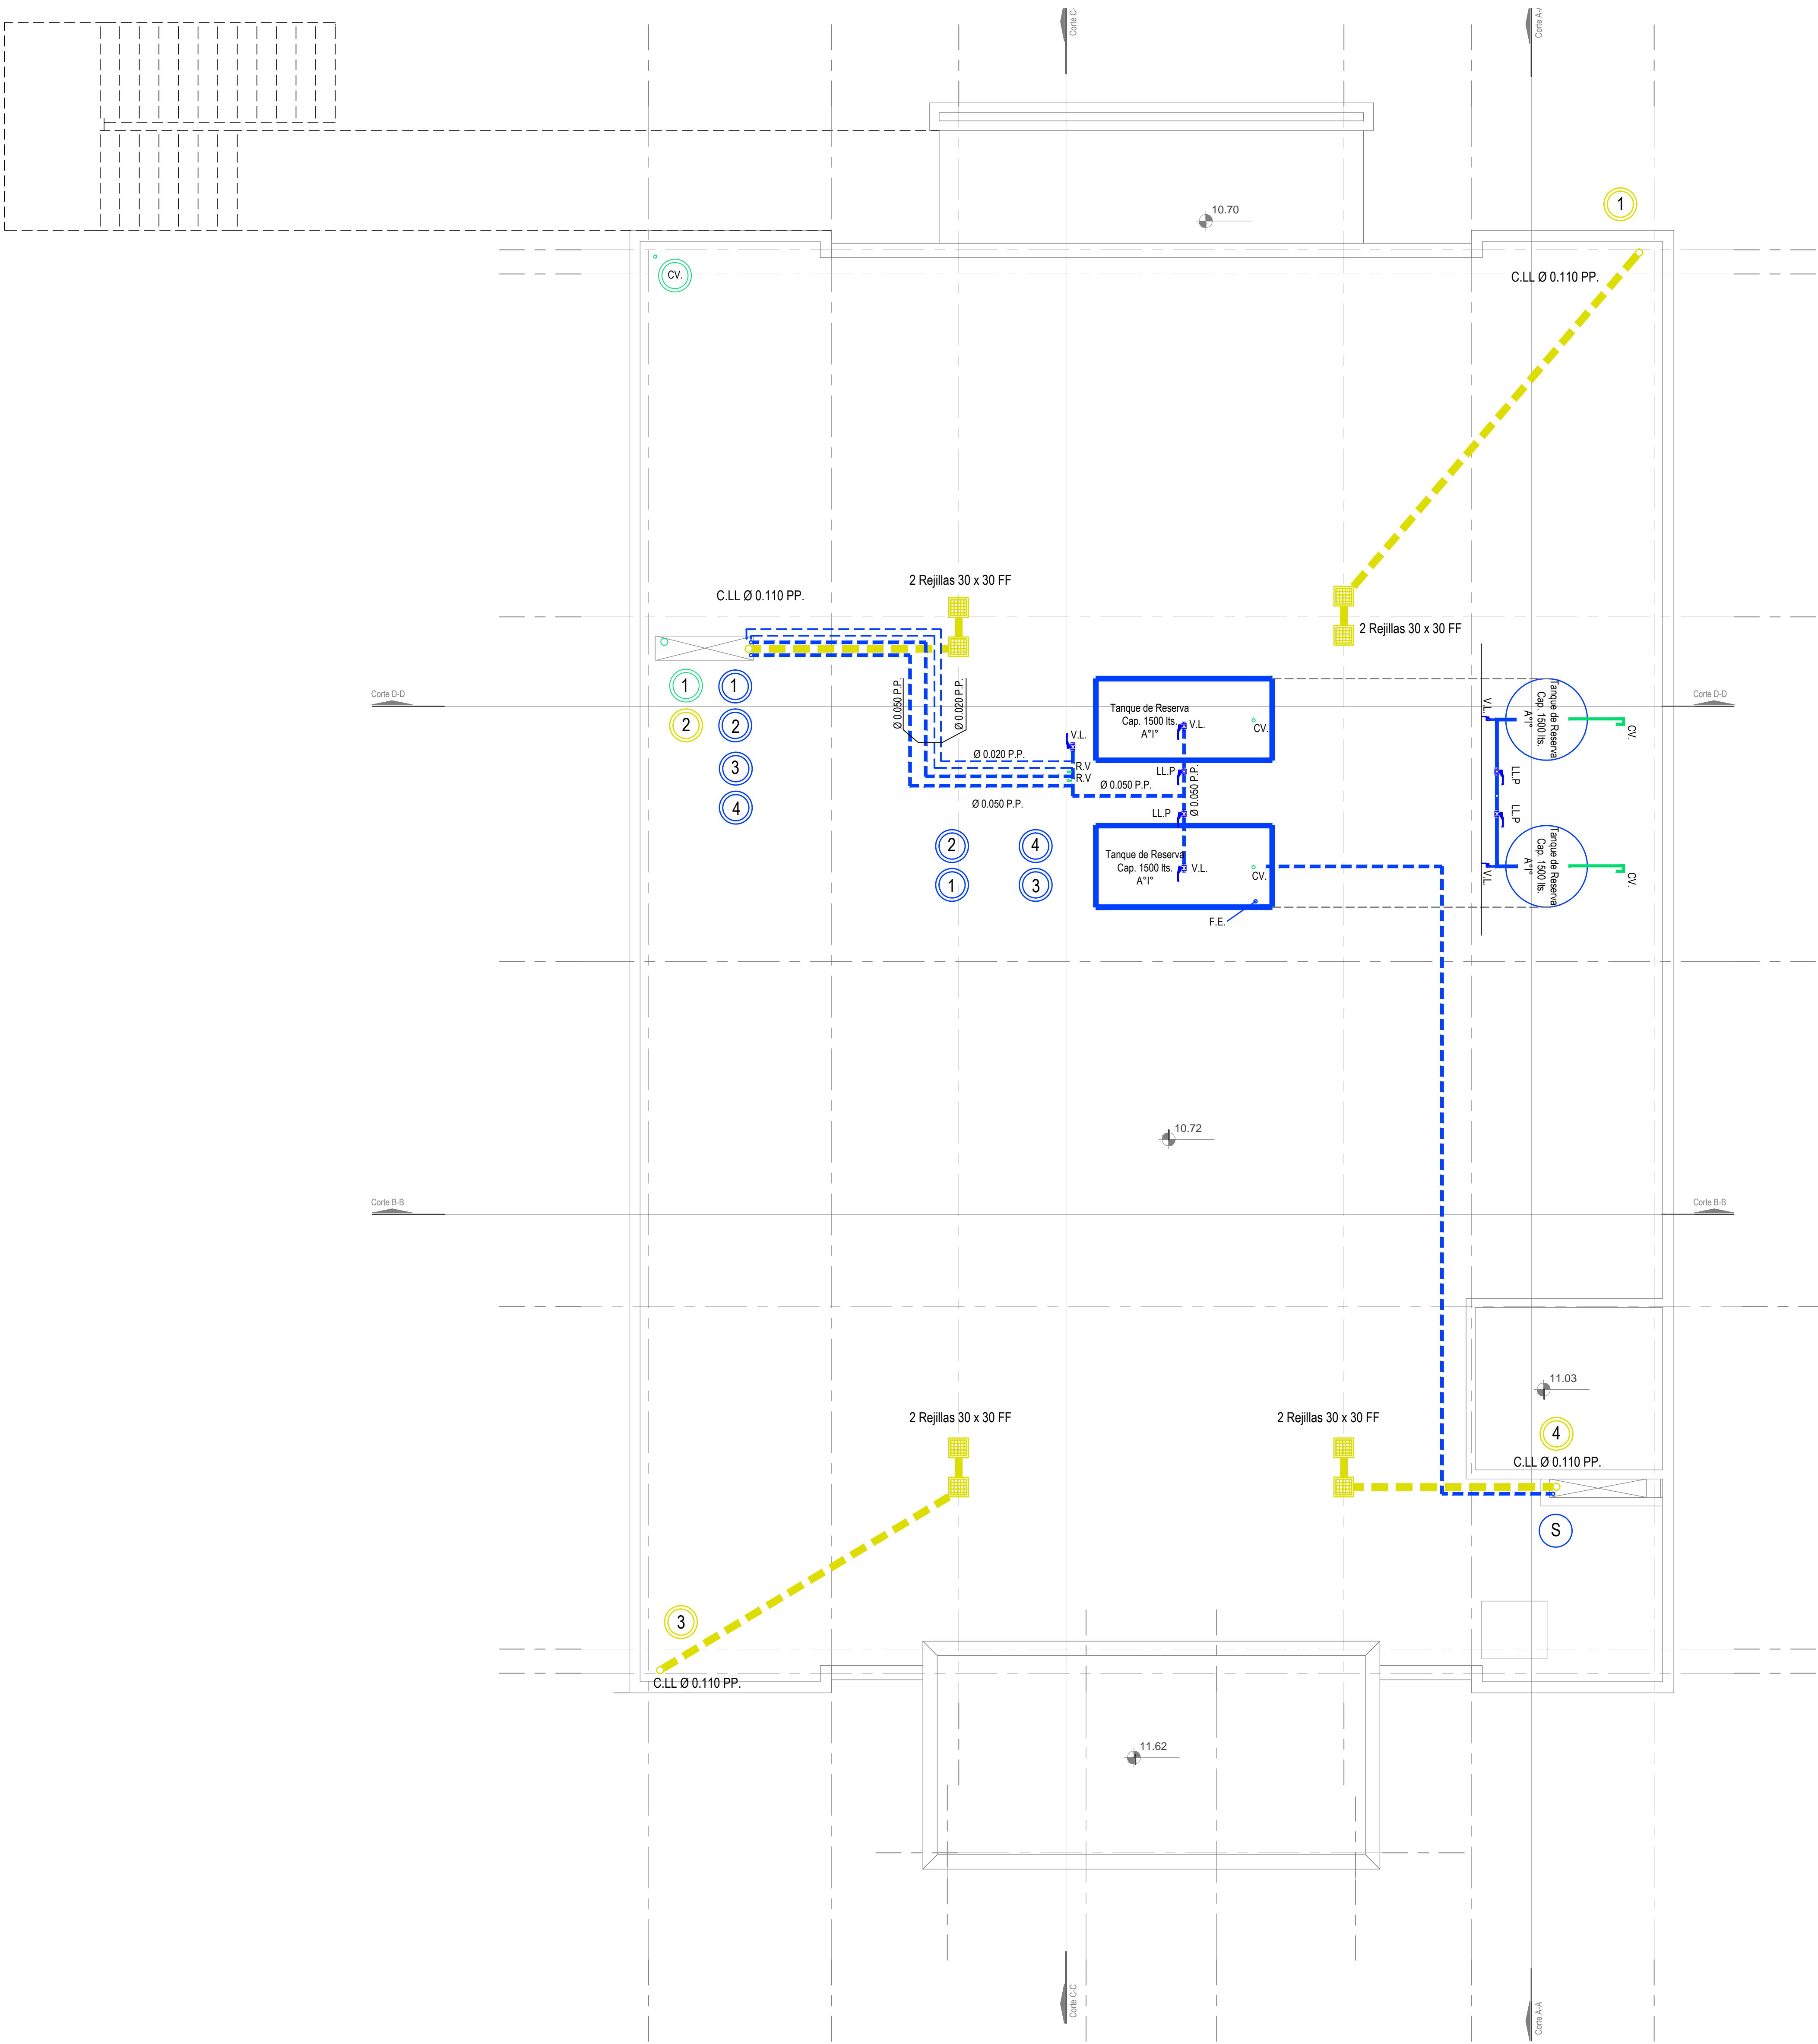 Corte C-
Corte A-A
10.70
1
CV.
C.LL Ø 0.110 PP.
2 Rejillas 30 x 30 FF
C.LL Ø 0.110 PP.
2 Rejillas 30 x 30 FF
1
1
2
2
3
4
Corte D-D
Corte D-D
Ø 0.050 P.P.
Ø 0.020 P.P.
Tanque de Reserva
Cap. 1500 lts.
A°I°
V.L.
CV.
V.L.
Ø 0.020 P.P.
R.V
R.V
LL.P
Ø 0.050 P.P.
Ø 0.050 P.P.
Ø 0.050 P.P.
LL.P
2
4
1
3
Tanque de Reserva
Cap. 1500 lts.
A°I°
V.L.
CV.
F.E.
V.L.
Tanque de Reserva
Cap. 1500 lts.
A°I°
CV.
LL.P
LL.P
V.L.
Tanque de Reserva
Cap. 1500 lts.
A°I°
CV.
10.72
Corte B-B
Corte B-B
11.03
2 Rejillas 30 x 30 FF
2 Rejillas 30 x 30 FF
4
C.LL Ø 0.110 PP.
S
3
C.LL Ø 0.110 PP.
11.62
Corte C-C
Corte A-A